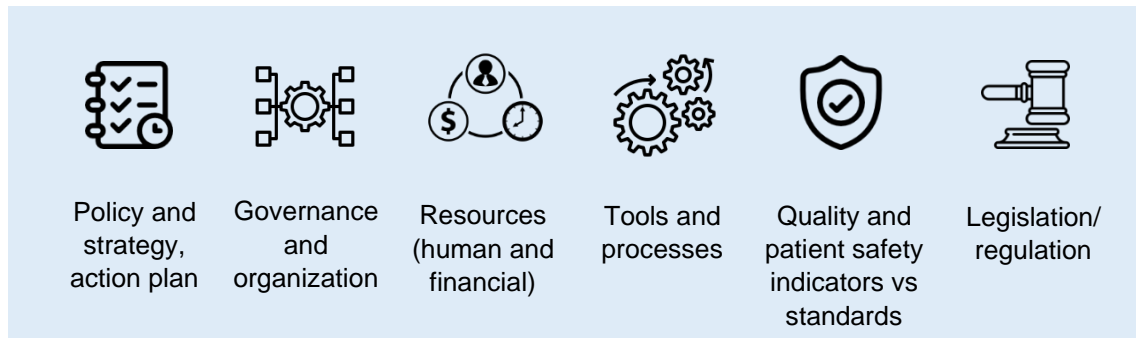 Policy and
strategy,
action plan
Governance
and
organization
Resources
(human and
financial)
Tools and
processes
Quality and
patient safety
indicators vs
standards
Legislation/
regulation